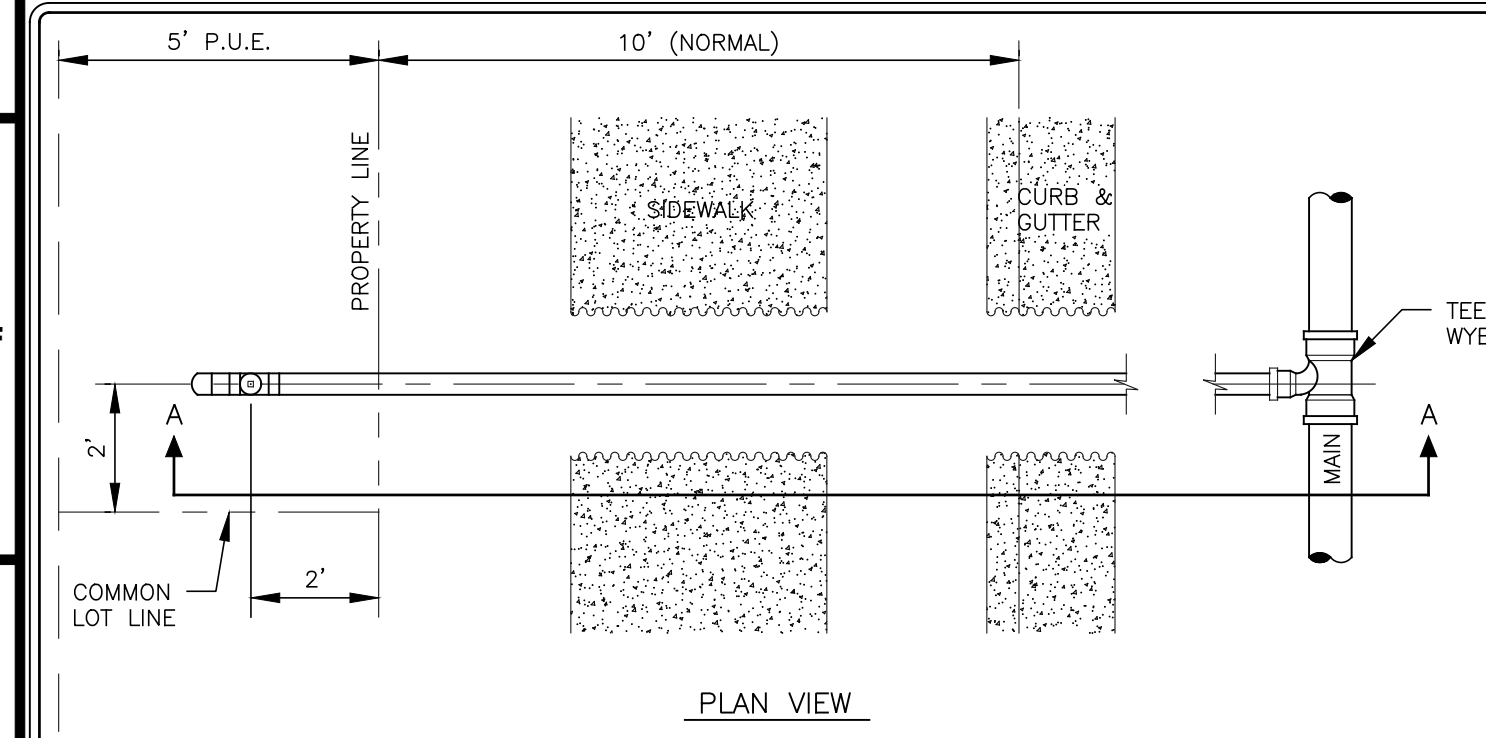 5' P.U.E.
10' (NORMAL)
PROPERTY LINE
SIDEWALK
CURB &
GUTTER
TEE
WYE
A
A
2'
MAIN
COMMON
LOT LINE
2'
PLAN VIEW